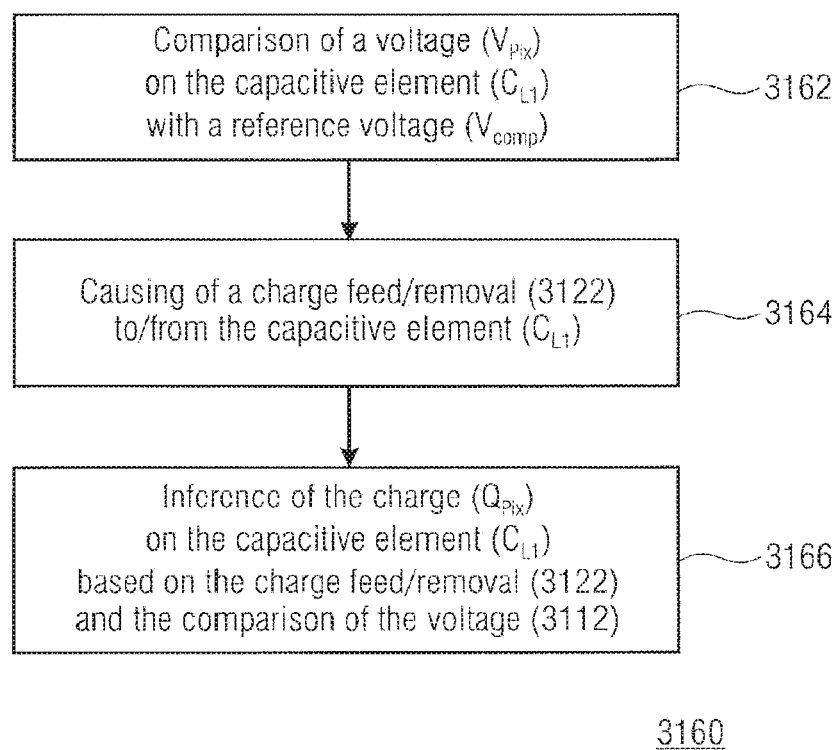 Comparison of a voltage (V_Pix)
on the capacitive element (C_L1)
with a reference voltage (V_comp)
3162
Causing of a charge feed/removal (3122)
to/from the capacitive element (C_L1)
3164
Inference of the charge (Q_Pix)
on the capacitive element (C_L1)
based on the charge feed/removal (3122)
and the comparison of the voltage (3112)
3166
3160